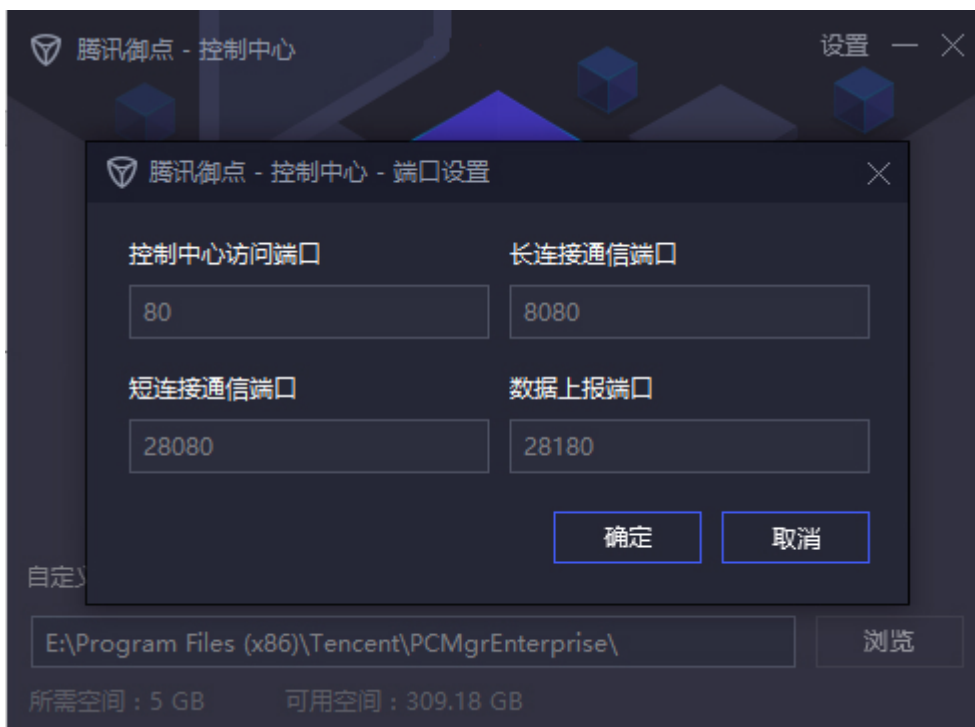 腾讯御点 - 控制中心
设置
腾讯御点 - 控制中心 - 端口设置
控制中心访问端口
长连接通信端口
80
8080
短连接通信端口
数据上报端口
28080
28180
确定
取消
自定义
E:\Program Files (x86)\Tencent\PCMgrEnterprise\
浏览
所需空间：5 GB
可用空间：309.18 GB